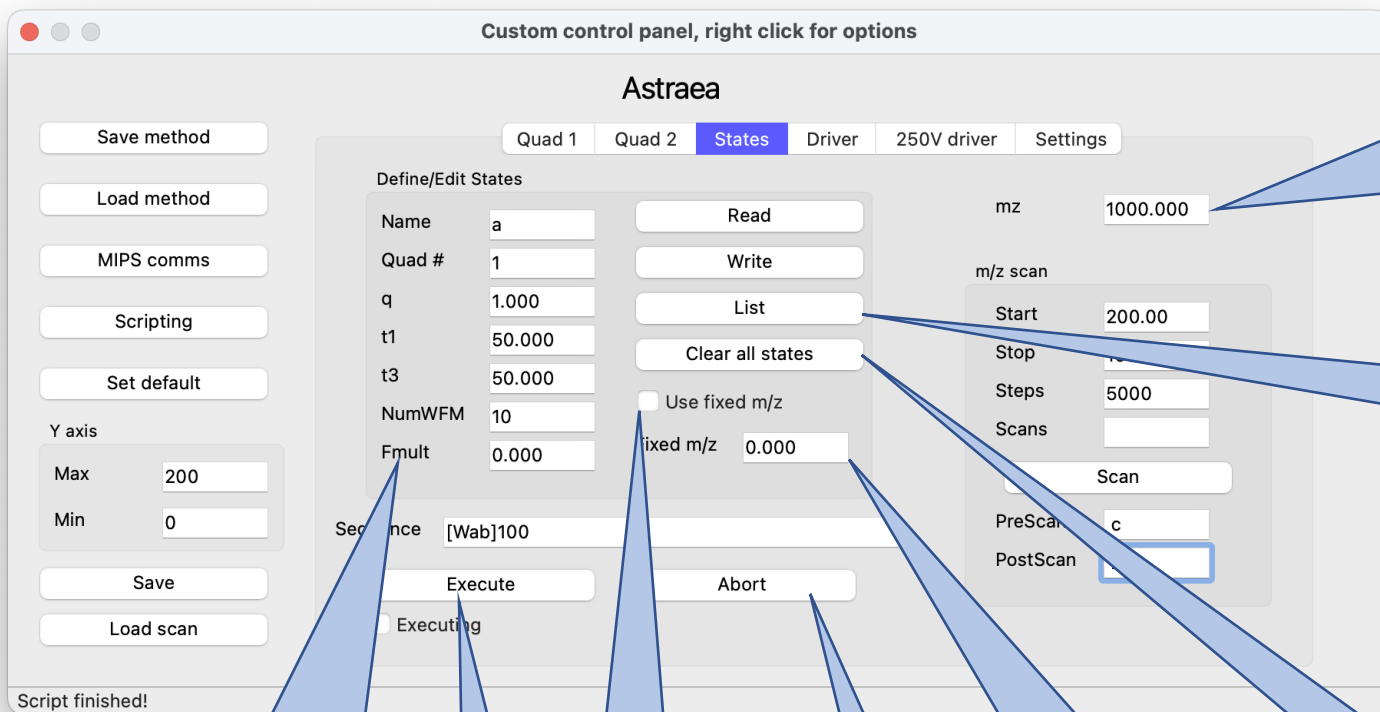 Custom control panel, right click for options
Astraea
Save method
Load method
MIPS comms
Scripting
Set default
Y axis
Max 200
Min 0
Save
Load scan
Quad 1 Quad 2 States Driver 250V driver Settings
Define/Edit States
Name a
Quad # 1
q 1.000
t1 50.000
t3 50.000
NumWFM 10
Fmult 0.000
Read
Write
List
Clear all states
Use fixed m/z
m/z 0.000
Sequence [Wab]100
Execute
Abort
Executing
mz 1000.000
m/z scan
Start 200.00
Stop
Steps 5000
Scans
Scan
PreScan c
PostScan
Script finished!